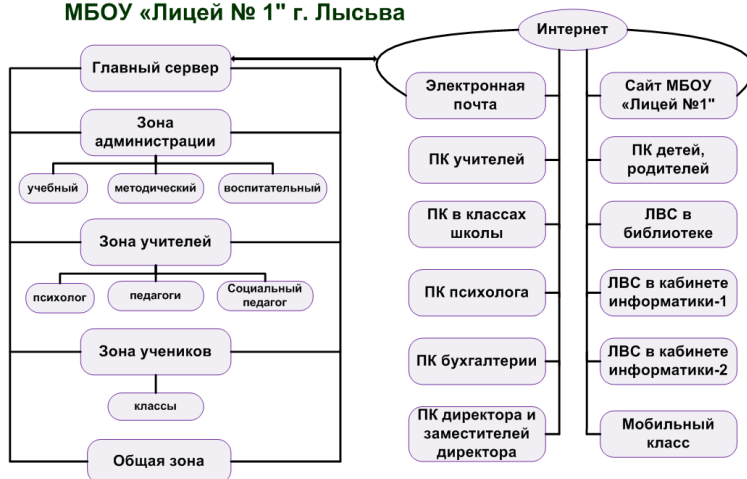 МБОУ «Лицей № 1" г. Лысьва
Главный сервер
Зона
администрации
учебный
методический
воспитательный
Зона учителей
психолог
педагоги
Социальный
педагог
Зона учеников
классы
Общая зона
Интернет
Электронная
почта
ПК учителей
ПК в классах
школы
ПК психолога
ПК бухгалтерии
ПК директора и
заместителей
директора
Сайт МБОУ
«Лицей №1"
ПК детей,
родителей
ЛВС в
библиотеке
ЛВС в кабинете
информатики-1
ЛВС в кабинете
информатики-2
Мобильный
класс